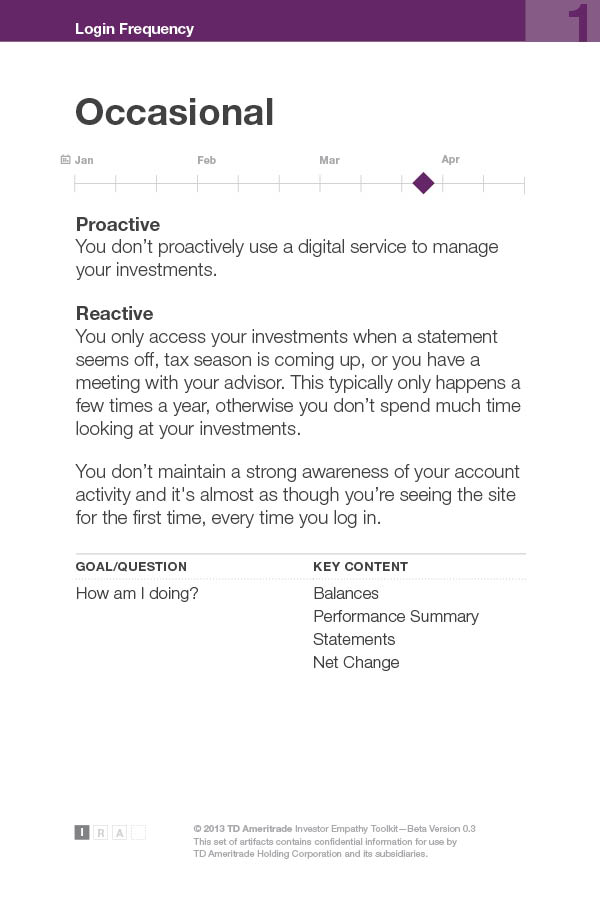 Login Frequency
1
Occasional
Jan Feb Mar Apr
Proactive
You don’t proactively use a digital service to manage
your investments.
Reactive
You only access your investments when a statement
seems off, tax season is coming up, or you have a
meeting with your advisor. This typically only happens a
few times a year, otherwise you don’t spend much time
looking at your investments.
You don’t maintain a strong awareness of your account
activity and it's almost as though you’re seeing the site
for the first time, every time you log in.
GOAL/QUESTION KEY CONTENT
How am I doing? Balances
Performance Summary
Statements
Net Change
I R A
© 2013 TD Ameritrade Investor Empathy Toolkit—Beta Version 0.3
This set of artifacts contains confidential information for use by
TD Ameritrade Holding Corporation and its subsidiaries.